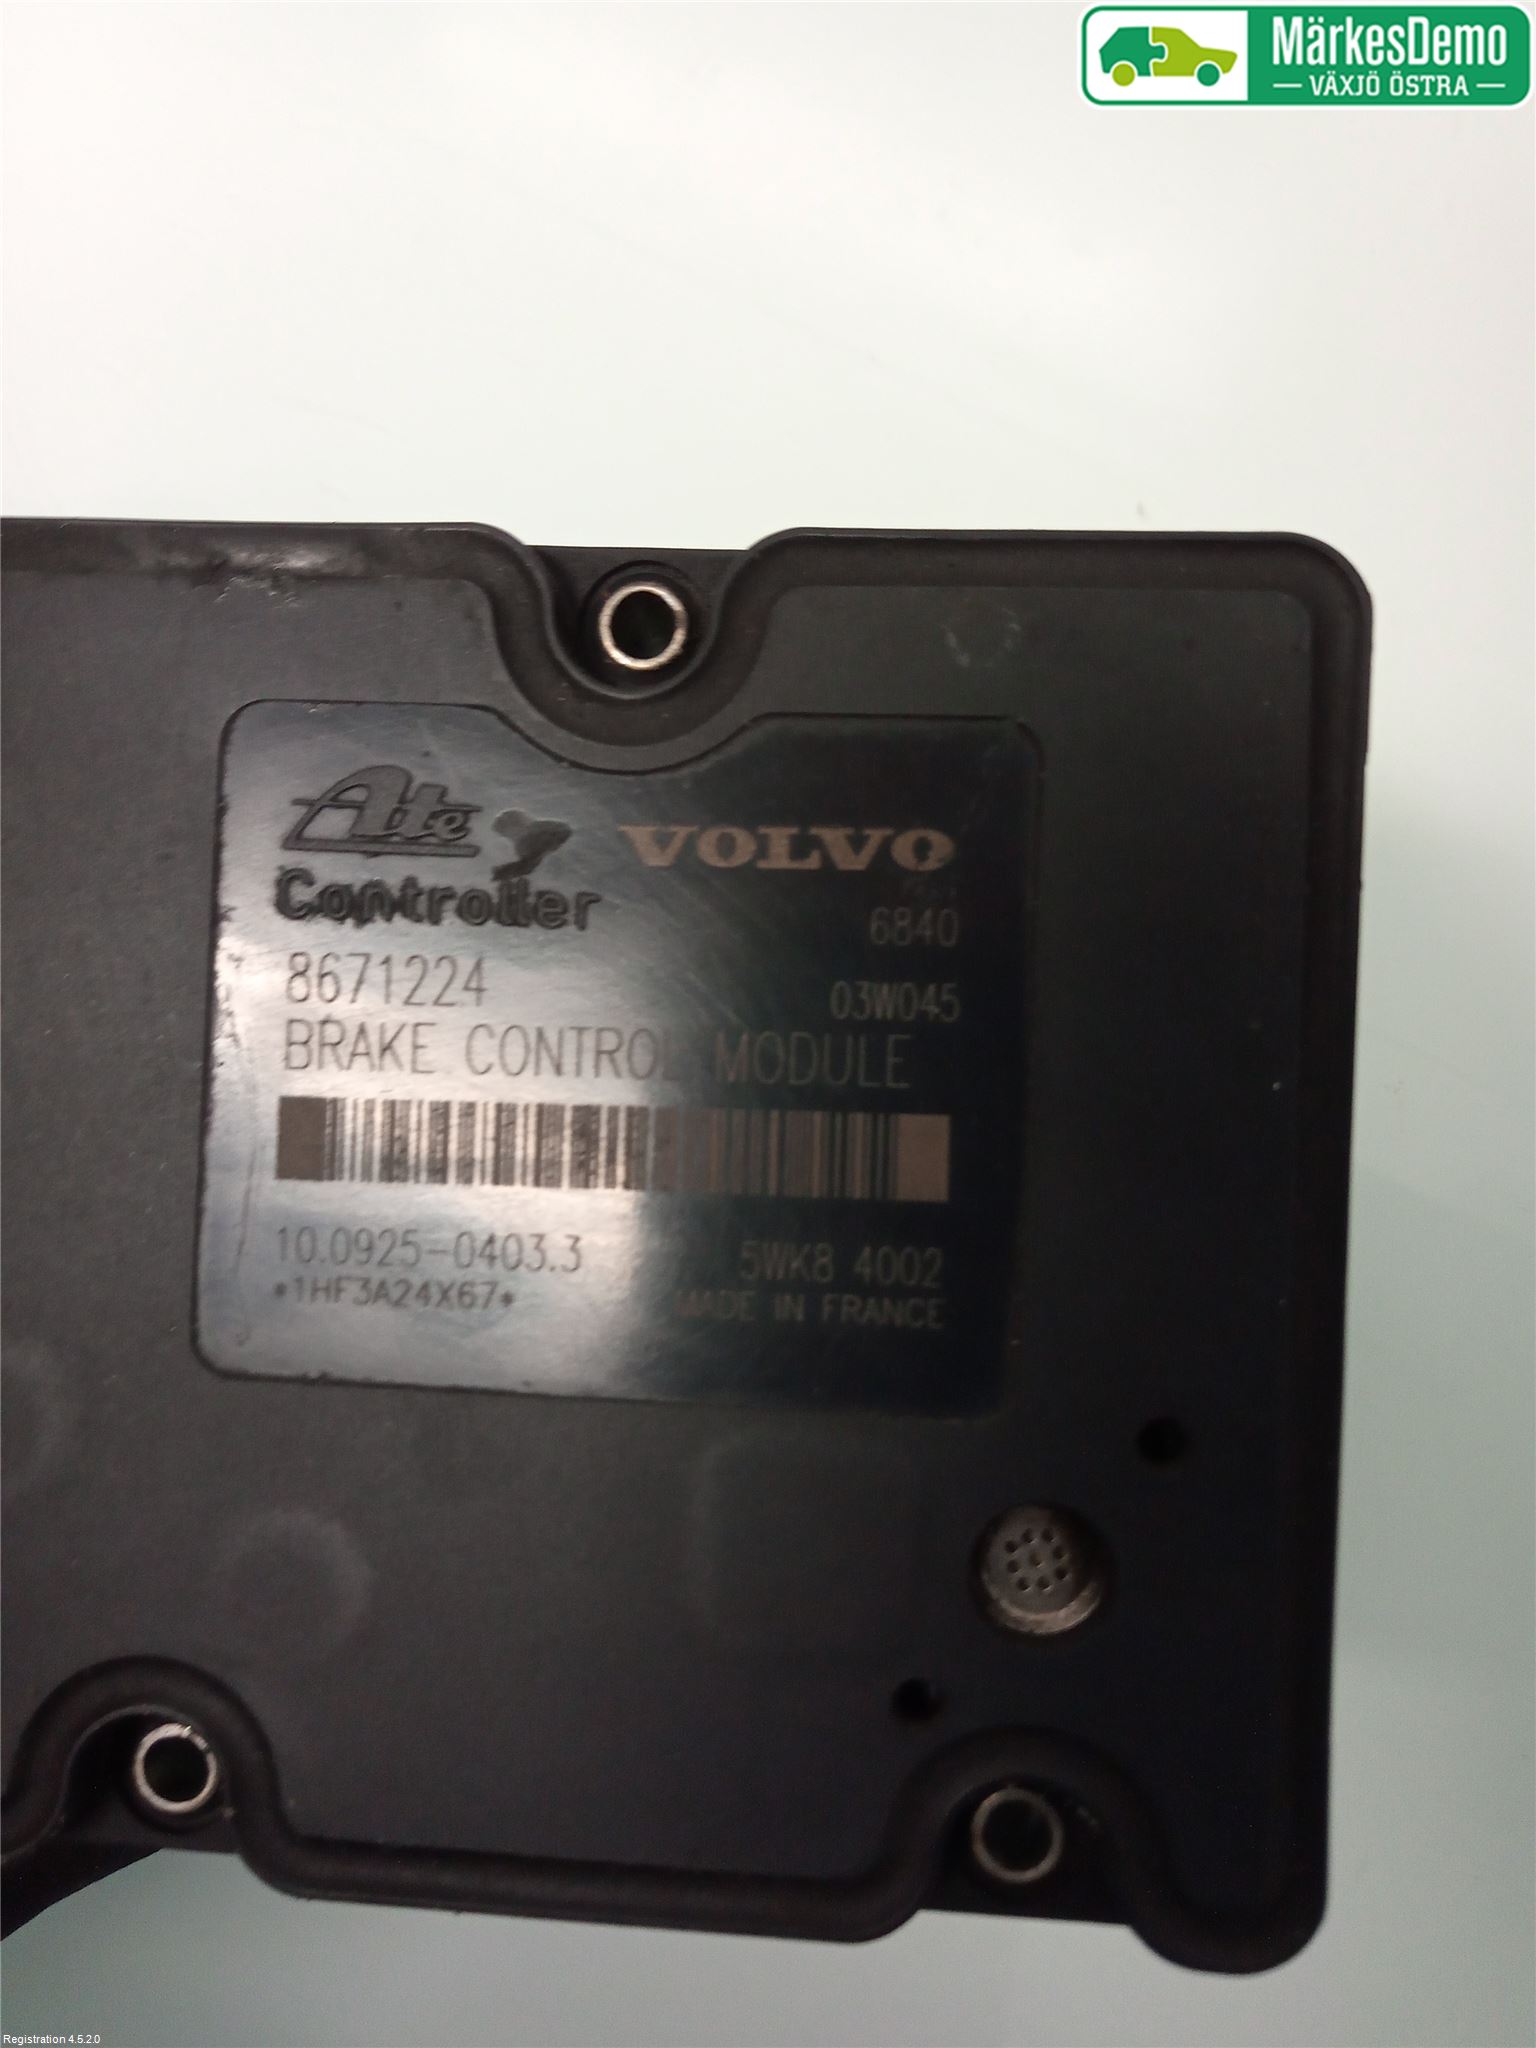 MärkesDemo
VÄXJÖ ÖSTRA
Ate
Controller
VOLVO
6840
8671224
03W045
BRAKE CONTROL MODULE
10.0925-0403.3
5WK8 4002
*1HF3A24X67*
MADE IN FRANCE
Registration 4.5.2.0